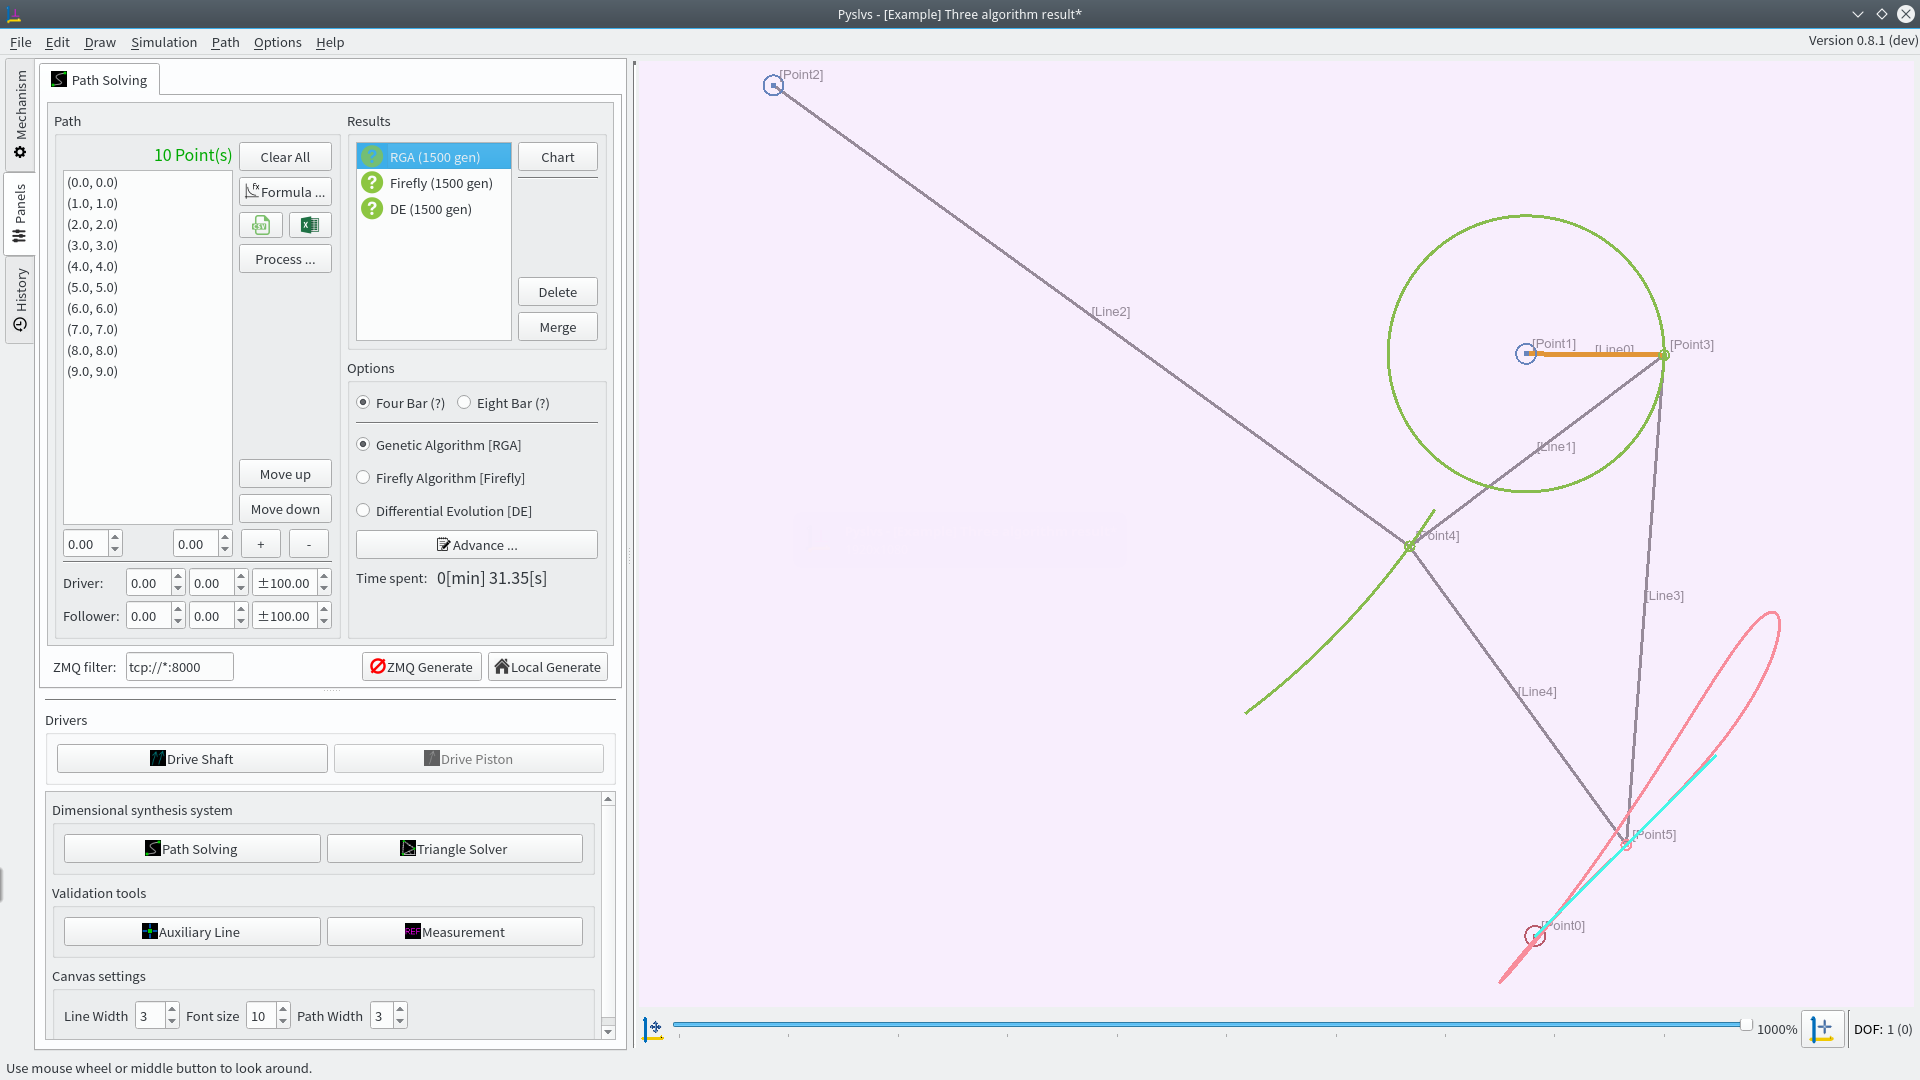 Pyslvs - [Example] Three algorithm result*
File Edit Draw Simulation Path Options Help
Version 0.8.1 (dev)
Mechanism
Panels
History
Path Solving
Path
10 Point(s)
Clear All
(0.0, 0.0)
(1.0, 1.0)
(2.0, 2.0)
(3.0, 3.0)
(4.0, 4.0)
(5.0, 5.0)
(6.0, 6.0)
(7.0, 7.0)
(8.0, 8.0)
(9.0, 9.0)
Formula ...
CSV
Process ...
Move up
Move down
0.00 0.00 + -
Driver: 0.00 0.00 ±100.00
Follower: 0.00 0.00 ±100.00
Results
RGA (1500 gen)
Firefly (1500 gen)
DE (1500 gen)
Chart
Delete
Merge
Options
Four Bar (?) Eight Bar (?)
Genetic Algorithm [RGA]
Firefly Algorithm [Firefly]
Differential Evolution [DE]
Advance ...
Time spent: 0[min] 31.35[s]
ZMQ filter: tcp://*:8000
ZMQ Generate
Local Generate
Drivers
Drive Shaft
Drive Piston
Dimensional synthesis system
Path Solving
Triangle Solver
Validation tools
Auxiliary Line
REF Measurement
Canvas settings
Line Width 3 Font size 10 Path Width 3
[Point2]
[Line2]
[Point1]
[Line0]
[Point3]
[Line1]
[Point4]
[Line3]
[Line4]
[Point5]
[Point0]
1000%
DOF: 1 (0)
Use mouse wheel or middle button to look around.